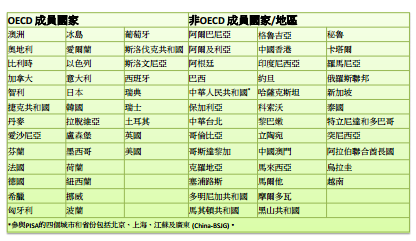 OECD 成員國家 非OECD 成員國家/地區
澳洲 冰島 葡萄牙 阿爾巴尼亞 格魯吉亞 秘魯
奧地利 愛爾蘭 斯洛伐克共和國 阿爾及利亞 中國香港 卡塔爾
比利時 以色列 斯洛文尼亞 阿根廷 印度尼西亞 羅馬尼亞
加拿大 意大利 西班牙 巴西 約旦 俄羅斯聯邦
智利 日本 瑞典 中華人民共和國* 哈薩克斯坦 新加坡
捷克共和國 韓國 瑞士 保加利亞 科索沃 泰國
丹麥 拉脫維亞 土耳其 中華台北 黎巴嫩 特立尼達和多巴哥
愛沙尼亞 盧森堡 英國 哥倫比亞 立陶宛 突尼西亞
芬蘭 墨西哥 美國 哥斯達黎加 中國澳門 阿拉伯聯合酋長國
法國 荷蘭 克羅地亞 馬來西亞 烏拉圭
德國 紐西蘭 塞浦路斯 馬爾他 越南
希臘 挪威 多明尼加共和國 摩爾多瓦
匈牙利 波蘭 馬其頓共和國 黑山共和國
*參與PISA的四個城市和省份包括北京、上海、江蘇及廣東 (China-BSJG)。